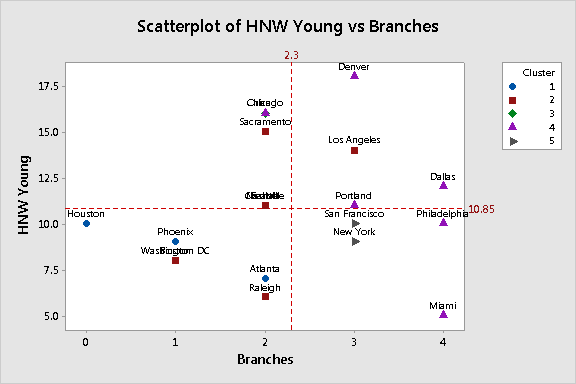 Scatterplot of HNW Young vs Branches
2.3
Denver
17.5
Sacramento
15.0
Los Angeles
12.5
Dallas
Portland
10.85
Houston
San Francisco
Philadelphia
10.0
Phoenix
New York
Washington DC
Atlanta
7.5
Raleigh
Miami
5.0
0 1 2 3 4
HNW Young
Branches
Cluster
1
2
3
4
5